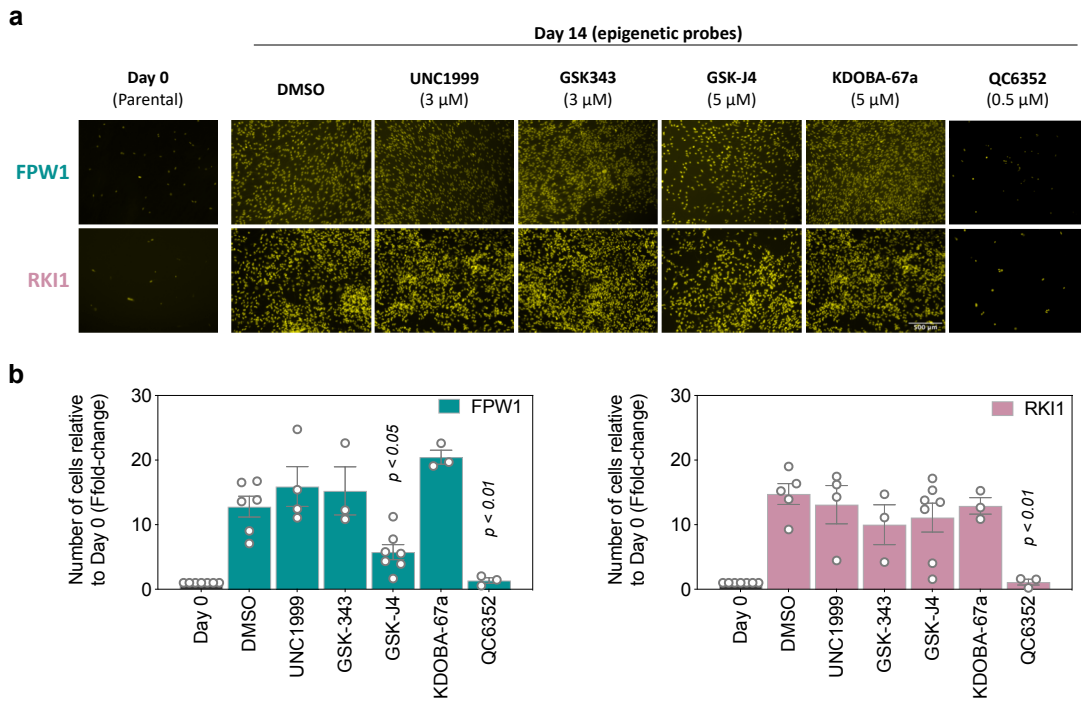 a
Day 14 (epigenetic probes)
Day 0
(Parental)
DMSO
UNC1999
(3 µM)
GSK343
(3 µM)
GSK-J4
(5 µM)
KDOBA-67a
(5 µM)
QC6352
(0.5 µM)
FPW1
RKI1
500 µm
b
Number of cells relative
to Day 0 (Ffold-change)
30
20
10
0
FPW1
p < 0.05
p < 0.01
Day 0
DMSO
UNC1999
GSK-343
GSK-J4
KDOBA-67a
QC6352
Number of cells relative
to Day 0 (Ffold-change)
30
20
10
0
RKI1
p < 0.01
Day 0
DMSO
UNC1999
GSK-343
GSK-J4
KDOBA-67a
QC6352